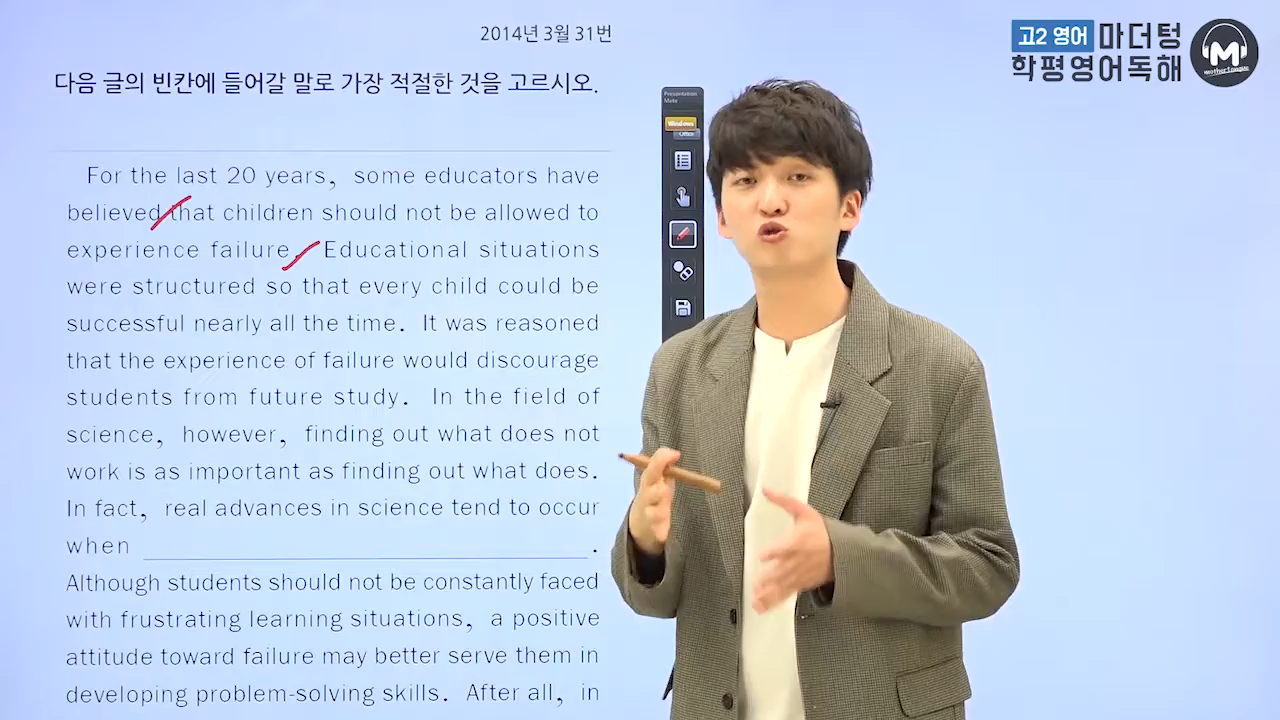 2014년 3월 31번
고2 영어 마더텅
학평영어독해
M
mother tongue
다음 글의 빈칸에 들어갈 말로 가장 적절한 것을 고르시오.
Presentation
Mate
Windows
Office
For the last 20 years, some educators have
believed that children should not be allowed to
experience failure. Educational situations
were structured so that every child could be
successful nearly all the time. It was reasoned
that the experience of failure would discourage
students from future study. In the field of
science, however, finding out what does not
work is as important as finding out what does.
In fact, real advances in science tend to occur
when ______________________________.
Although students should not be constantly faced
with frustrating learning situations, a positive
attitude toward failure may better serve them in
developing problem-solving skills. After all, in